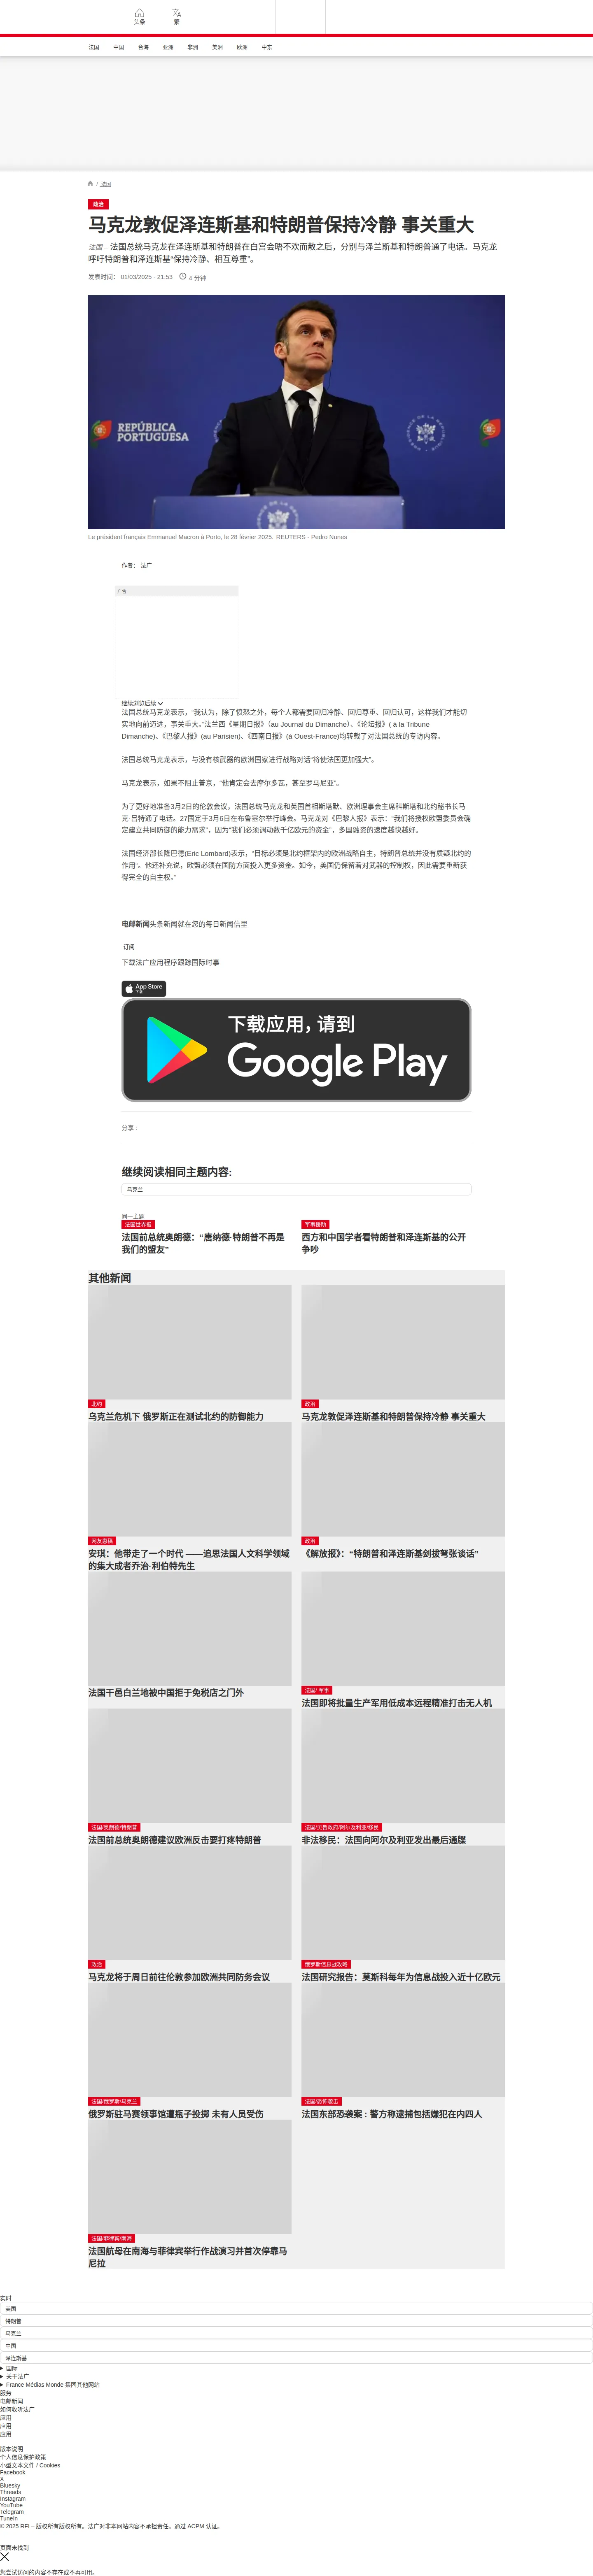 头条
繁
法国
中国
台海
亚洲
非洲
美洲
欧洲
中东
/ 法国
政治
马克龙敦促泽连斯基和特朗普保持冷静 事关重大
法国 – 法国总统马克龙在泽连斯基和特朗普在白宫会晤不欢而散之后，分别与泽兰斯基和特朗普通了电话。马克龙
呼吁特朗普和泽连斯基“保持冷静、相互尊重”。
发表时间： 01/03/2025 - 21:53
4 分钟
REPÚBLICA
PORTUGUESA
Le président français Emmanuel Macron à Porto, le 28 février 2025. REUTERS - Pedro Nunes
作者： 法广
广告
继续浏览后续
法国总统马克龙表示，“我认为，除了愤怒之外，每个人都需要回归冷静、回归尊重、回归认可，这样我们才能切
实地向前迈进，事关重大。”法兰西《星期日报》（au Journal du Dimanche）、《论坛报》( à la Tribune
Dimanche)、《巴黎人报》(au Parisien)、《西南日报》(à Ouest-France)均转载了对法国总统的专访内容。
法国总统马克龙表示，与没有核武器的欧洲国家进行战略对话“将使法国更加强大”。
马克龙表示，如果不阻止普京，“他肯定会去摩尔多瓦，甚至罗马尼亚”。
为了更好地准备3月2日的伦敦会议，法国总统马克龙和英国首相斯塔默、欧洲理事会主席科斯塔和北约秘书长马
克·吕特通了电话。27国定于3月6日在布鲁塞尔举行峰会。马克龙对《巴黎人报》表示：“我们将授权欧盟委员会确
定建立共同防御的能力需求”，因为“我们必须调动数千亿欧元的资金”，多国融资的速度越快越好。
法国经济部长隆巴德(Eric Lombard)表示，“目标必须是北约框架内的欧洲战略自主，特朗普总统并没有质疑北约的
作用”。他还补充说，欧盟必须在国防方面投入更多资金。如今，美国仍保留着对武器的控制权，因此需要重新获
得完全的自主权。”
电邮新闻头条新闻就在您的每日新闻信里
订阅
下载法广应用程序跟踪国际时事
App Store
下载
下载应用，请到
Google Play
分享 :
继续阅读相同主题内容:
乌克兰
同一主题
法国世界报
法国前总统奥朗德：“唐纳德·特朗普不再是
我们的盟友”
军事援助
西方和中国学者看特朗普和泽连斯基的公开
争吵
其他新闻
北约
乌克兰危机下 俄罗斯正在测试北约的防御能力
政治
马克龙敦促泽连斯基和特朗普保持冷静 事关重大
网友惠稿
安琪：他带走了一个时代 ——追思法国人文科学领域
的集大成者乔治·利伯特先生
政治
《解放报》：“特朗普和泽连斯基剑拔弩张谈话”
法国干邑白兰地被中国拒于免税店之门外
法国/ 军事
法国即将批量生产军用低成本远程精准打击无人机
法国/奥朗德/特朗普
法国前总统奥朗德建议欧洲反击要打疼特朗普
法国/贝鲁政府/阿尔及利亚/移民
非法移民：法国向阿尔及利亚发出最后通牒
政治
马克龙将于周日前往伦敦参加欧洲共同防务会议
俄罗斯信息战攻略
法国研究报告：莫斯科每年为信息战投入近十亿欧元
法国/俄罗斯/乌克兰
俄罗斯驻马赛领事馆遭瓶子投掷 未有人员受伤
法国/恐怖袭击
法国东部恐袭案 : 警方称逮捕包括嫌犯在内四人
法国/菲律宾/南海
法国航母在南海与菲律宾举行作战演习并首次停靠马
尼拉
实时
美国
特朗普
乌克兰
中国
泽连斯基
国际
关于法广
France Médias Monde 集团其他网站
服务
电邮新闻
如何收听法广
应用
应用
应用
版本说明
个人信息保护政策
小型文本文件 / Cookies
Facebook
X
Bluesky
Threads
Instagram
YouTube
Telegram
TuneIn
© 2025 RFI – 版权所有版权所有。法广对非本网站内容不承担责任。通过 ACPM 认证。
页面未找到
您尝试访问的内容不存在或不再可用。